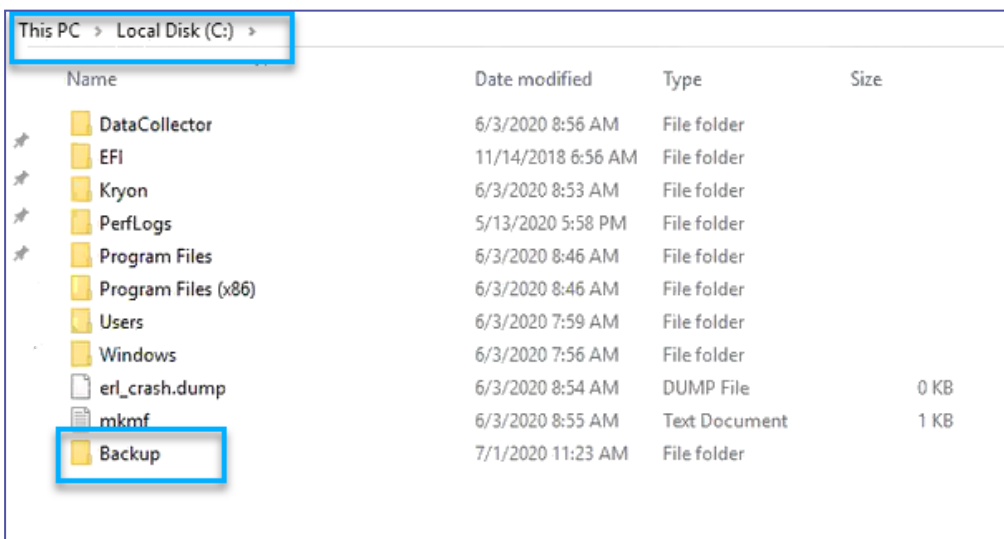 This PC > Local Disk (C:) >
Name Date modified Type Size
DataCollector 6/3/2020 8:56 AM File folder
EFI 11/14/2018 6:56 AM File folder
Kryon 6/3/2020 8:53 AM File folder
PerfLogs 5/13/2020 5:58 PM File folder
Program Files 6/3/2020 8:46 AM File folder
Program Files (x86) 6/3/2020 8:46 AM File folder
Users 6/3/2020 7:59 AM File folder
Windows 6/3/2020 7:56 AM File folder
erl_crash.dump 6/3/2020 8:54 AM DUMP File 0 KB
mkmf 6/3/2020 8:55 AM Text Document 1 KB
Backup 7/1/2020 11:23 AM File folder